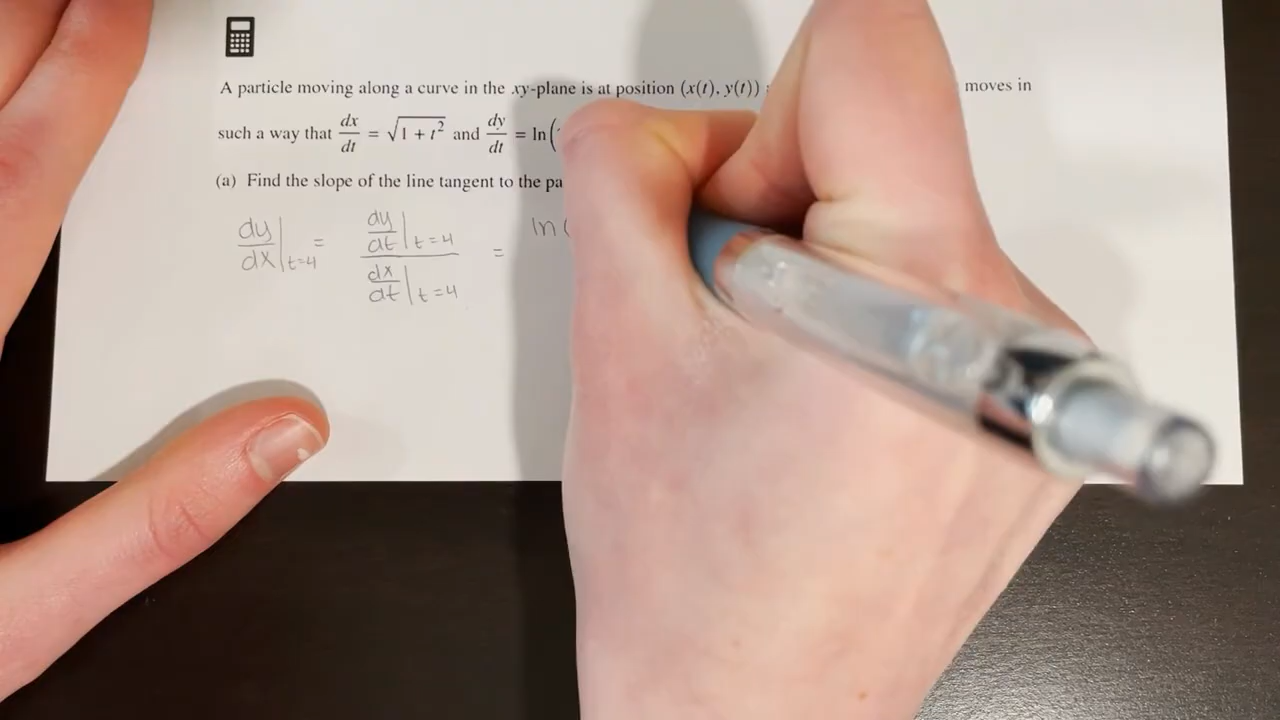 A particle moving along a curve in the xy-plane is at position (x(t), y(t)) moves in
such a way that dx/dt = √(1 + t²) and dy/dt = ln(
(a) Find the slope of the line tangent to the pa
dy/dx|t=4 = dy/dt|t=4 / dx/dt|t=4 = ln(